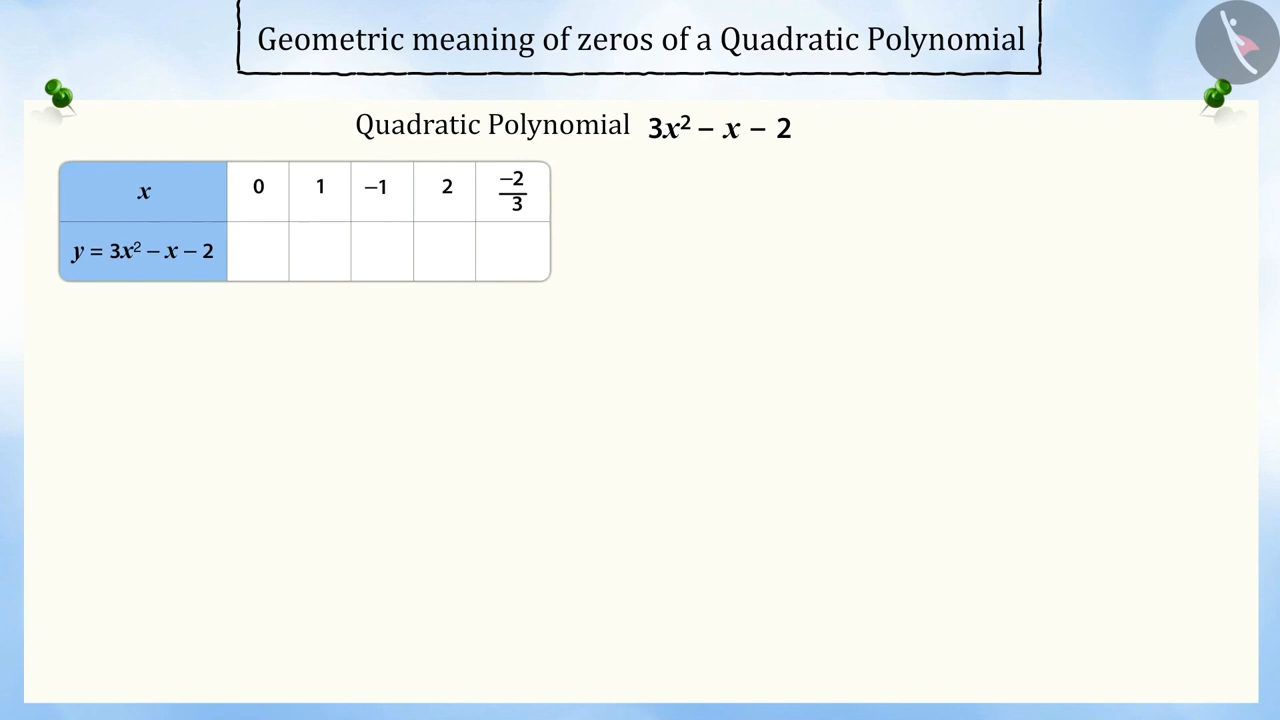 Geometric meaning of zeros of a Quadratic Polynomial
Quadratic Polynomial 3x² – x – 2
x 0 1 –1 2 –2/3
y = 3x² – x – 2